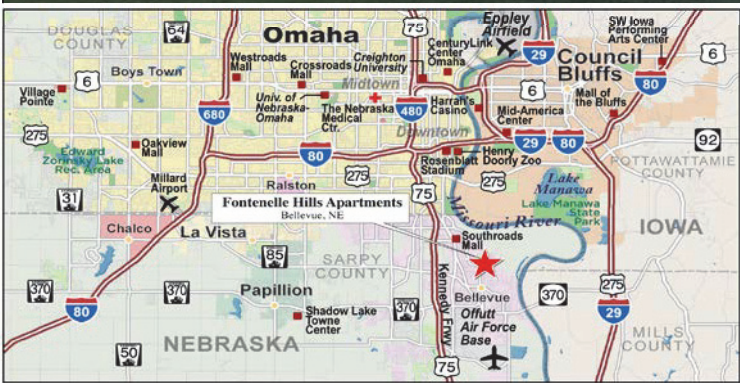 DOUGLAS
COUNTY
64
Omaha
75
Eppley
Airfield
29
SW Iowa
Performing
Arts Center
6
Westroads
Mall
Crossroads
Mall
Creighton
University
CenturyLink
Center
Omaha
Council
Bluffs
80
Boys Town
6
Midtown
6
Mall of
the Bluffs
Village
Pointe
680
Univ. of
Nebraska-
Omaha
The Nebraska
Medical
Ctr.
480
Harrah's
Casino
Mid-America
Center
275
Oakview
Mall
Downtown
29
80
92
Edward
Zorinsky Lake
Rec. Area
80
Rosenblatt
Stadium
Henry
Doorly Zoo
POTTAWATTAMIE
COUNTY
Millard
Airport
275
Ralston
75
275
Lake
Manawa
31
Fontenelle Hills Apartments
Bellevue, NE
Missouri River
Lake Manawa
State
Park
IOWA
Chalco
La Vista
Southroads
Mall
85
SARPY
COUNTY
370
370
Papillion
370
Kennedy Frwy
Bellevue
370
275
80
Shadow Lake
Towne
Center
Offutt
Air Force
Base
29
50
NEBRASKA
MILLS
COUNTY
75